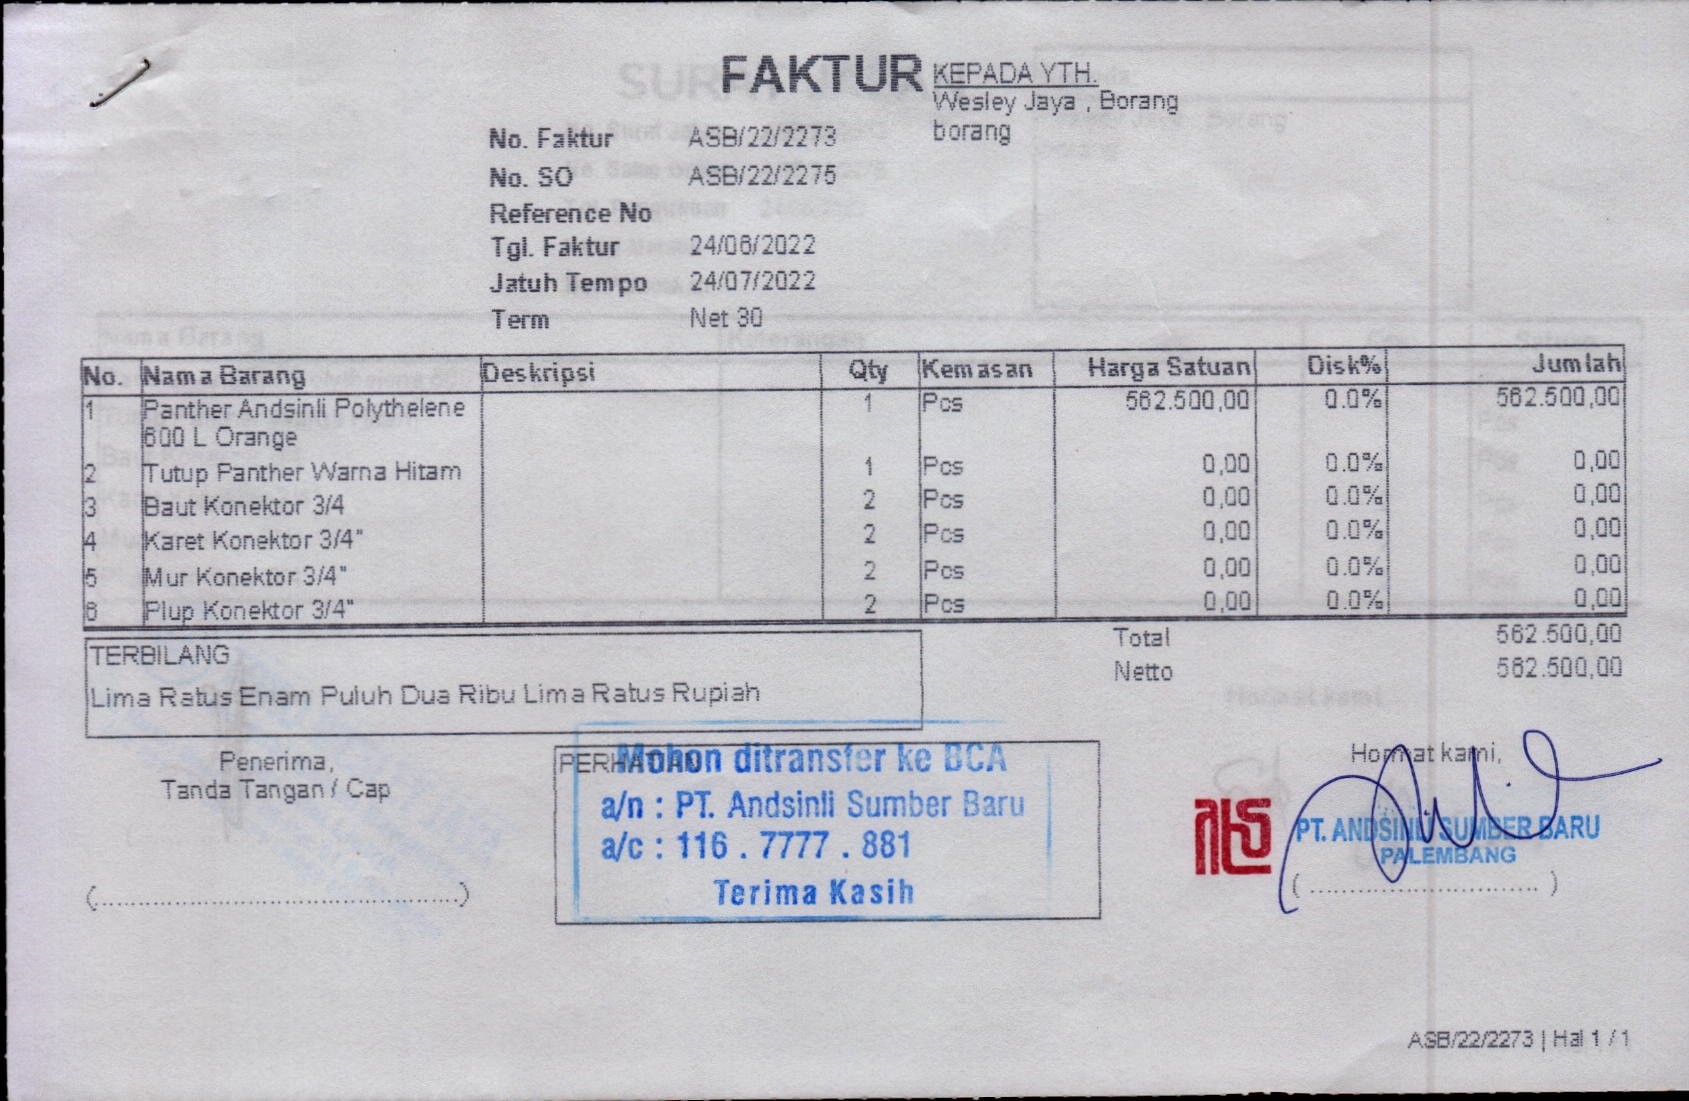 FAKTUR
KEPADA YTH.
Wesley Jaya , Borang
borang
No. Faktur ASB/22/2273
No. SO ASB/22/2275
Reference No
Tgl. Faktur 24/06/2022
Jatuh Tempo 24/07/2022
Term Net 30
No. Nama Barang Deskripsi Qty Kemasan Harga Satuan Disk% Jumlah
1 Panther Andsinli Polythelene 1 Pcs 562.500,00 0.0% 562.500,00
600 L Orange
2 Tutup Panther Warna Hitam 1 Pcs 0,00 0.0% 0,00
3 Baut Konektor 3/4 2 Pcs 0,00 0.0% 0,00
4 Karet Konektor 3/4" 2 Pcs 0,00 0.0% 0,00
5 Mur Konektor 3/4" 2 Pcs 0,00 0.0% 0,00
6 Plup Konektor 3/4" 2 Pcs 0,00 0.0% 0,00
Total 562.500,00
Netto 562.500,00
TERBILANG
Lima Ratus Enam Puluh Dua Ribu Lima Ratus Rupiah
Penerima,
Tanda Tangan / Cap
(..............................................)
PERHATIAN
Mohon ditransfer ke BCA
a/n : PT. Andsinli Sumber Baru
a/c : 116 . 7777 . 881
Terima Kasih
Hormat kami,
PT. ANDSINLI SUMBER BARU
PALEMBANG
( .............................. )
ASB/22/2273 | Hal 1 / 1